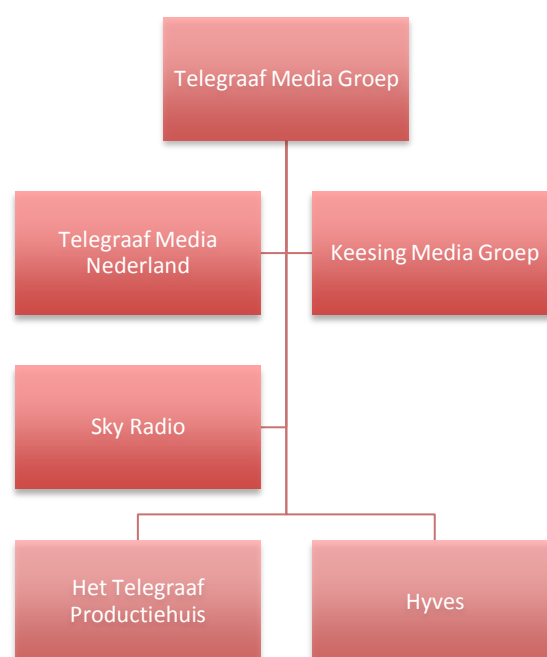 Telegraaf Media Groep
Telegraaf Media
Nederland
Keesing Media Groep
Sky Radio
Het Telegraaf
Productiehuis
Hyves